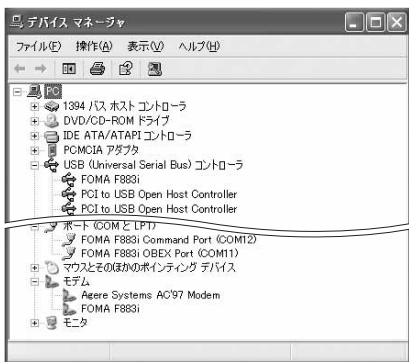 デバイス マネージャ
ファイル(F) 操作(A) 表示(V) ヘルプ(H)
PC
1394 バス ホスト コントローラ
DVD/CD-ROM ドライブ
IDE ATA/ATAPI コントローラ
PCMCIA アダプタ
USB (Universal Serial Bus) コントローラ
FOMA F883i
PCI to USB Open Host Controller
PCI to USB Open Host Controller
ポート (COM と LPT)
FOMA F883i Command Port (COM12)
FOMA F883i OBEX Port (COM11)
マウスとそのほかのポインティング デバイス
モデム
Agere Systems AC'97 Modem
FOMA F883i
モニタ